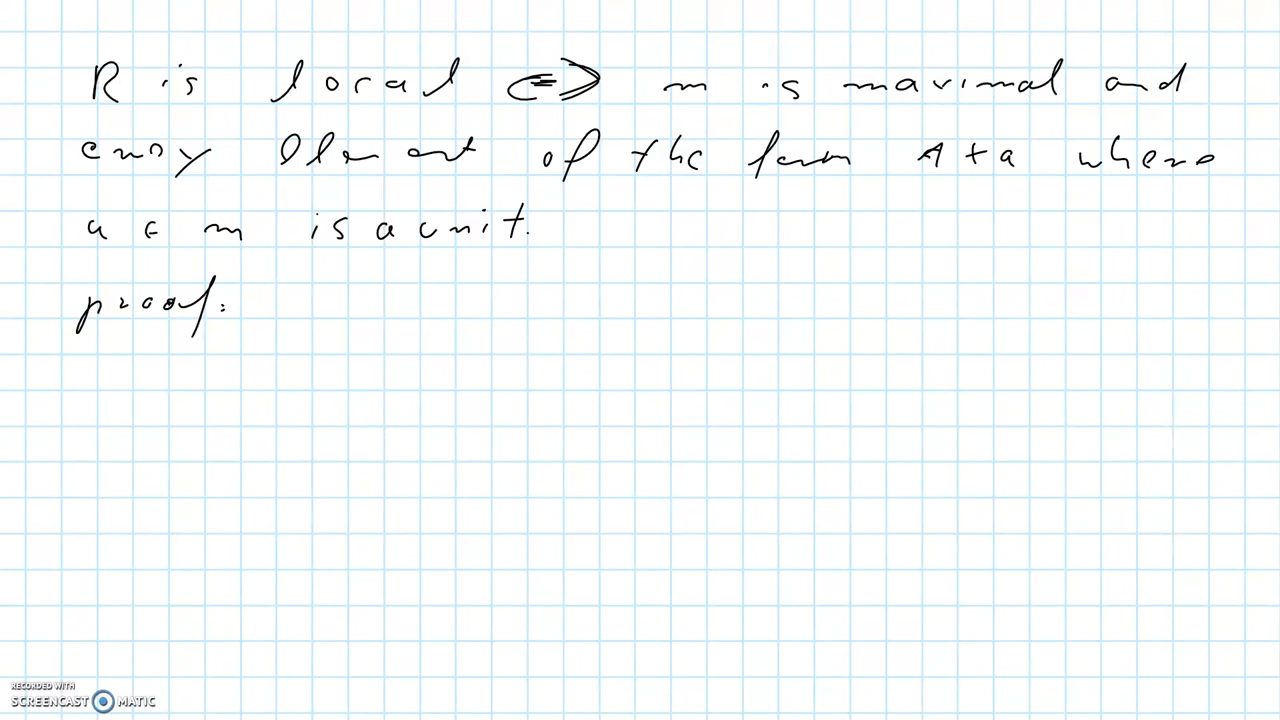 R is local <=> m is maximal and
every element of the form 1 + a where
a ∈ m is a unit.
proof:
RECORDED WITH
SCREENCAST MATIC